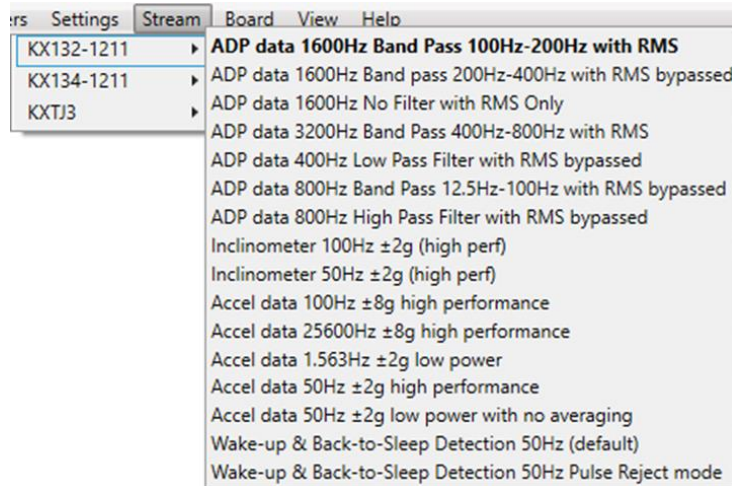 rs Settings Stream Board View Help
KX132-1211
KX134-1211
KXTJ3
ADP data 1600Hz Band Pass 100Hz-200Hz with RMS
ADP data 1600Hz Band pass 200Hz-400Hz with RMS bypassed
ADP data 1600Hz No Filter with RMS Only
ADP data 3200Hz Band Pass 400Hz-800Hz with RMS
ADP data 400Hz Low Pass Filter with RMS bypassed
ADP data 800Hz Band Pass 12.5Hz-100Hz with RMS bypassed
ADP data 800Hz High Pass Filter with RMS bypassed
Inclinometer 100Hz ±2g (high perf)
Inclinometer 50Hz ±2g (high perf)
Accel data 100Hz ±8g high performance
Accel data 25600Hz ±8g high performance
Accel data 1.563Hz ±2g low power
Accel data 50Hz ±2g high performance
Accel data 50Hz ±2g low power with no averaging
Wake-up & Back-to-Sleep Detection 50Hz (default)
Wake-up & Back-to-Sleep Detection 50Hz Pulse Reject mode